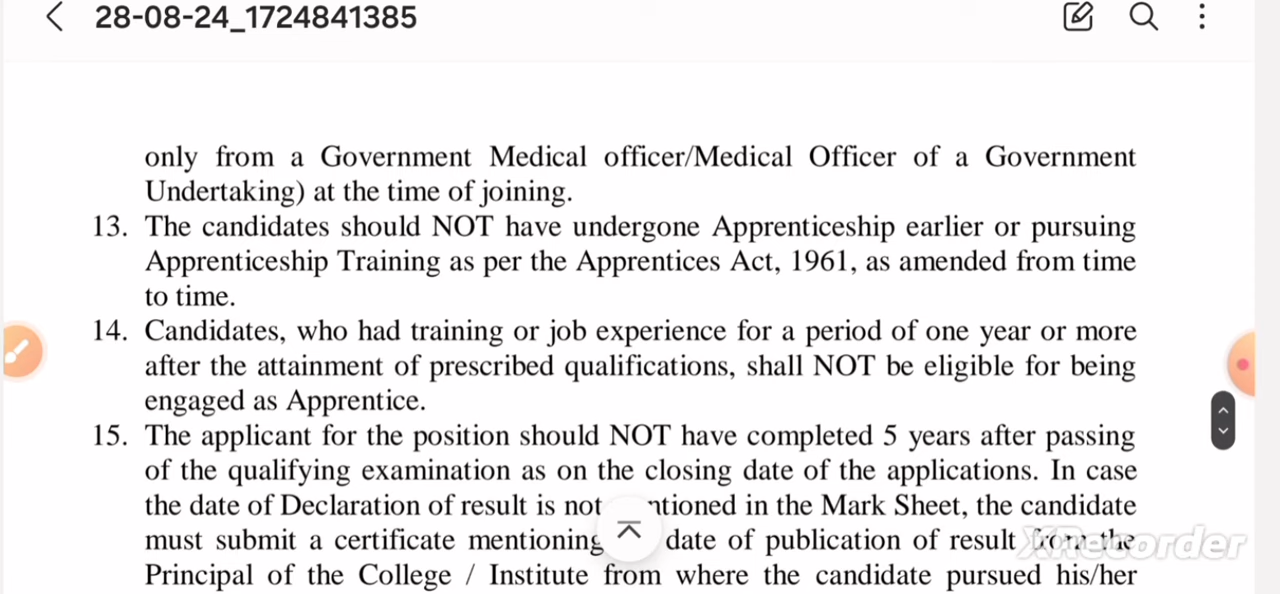 28-08-24_1724841385
only from a Government Medical officer/Medical Officer of a Government
Undertaking) at the time of joining.
13. The candidates should NOT have undergone Apprenticeship earlier or pursuing
Apprenticeship Training as per the Apprentices Act, 1961, as amended from time
to time.
14. Candidates, who had training or job experience for a period of one year or more
after the attainment of prescribed qualifications, shall NOT be eligible for being
engaged as Apprentice.
15. The applicant for the position should NOT have completed 5 years after passing
of the qualifying examination as on the closing date of the applications. In case
the date of Declaration of result is not ntioned in the Mark Sheet, the candidate
must submit a certificate mentioning date of publication of result from the
Principal of the College / Institute from where the candidate pursued his/her
XRecorder